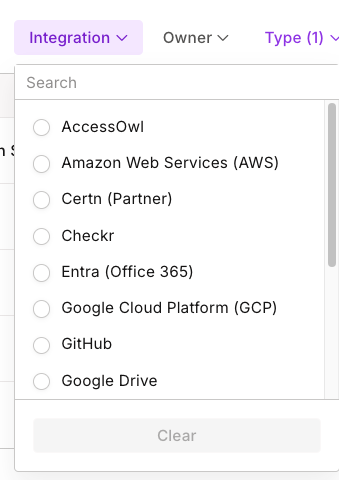 Integration Owner Type (1)
Search
AccessOwl
Amazon Web Services (AWS)
Certn (Partner)
Checkr
Entra (Office 365)
Google Cloud Platform (GCP)
GitHub
Google Drive
Clear